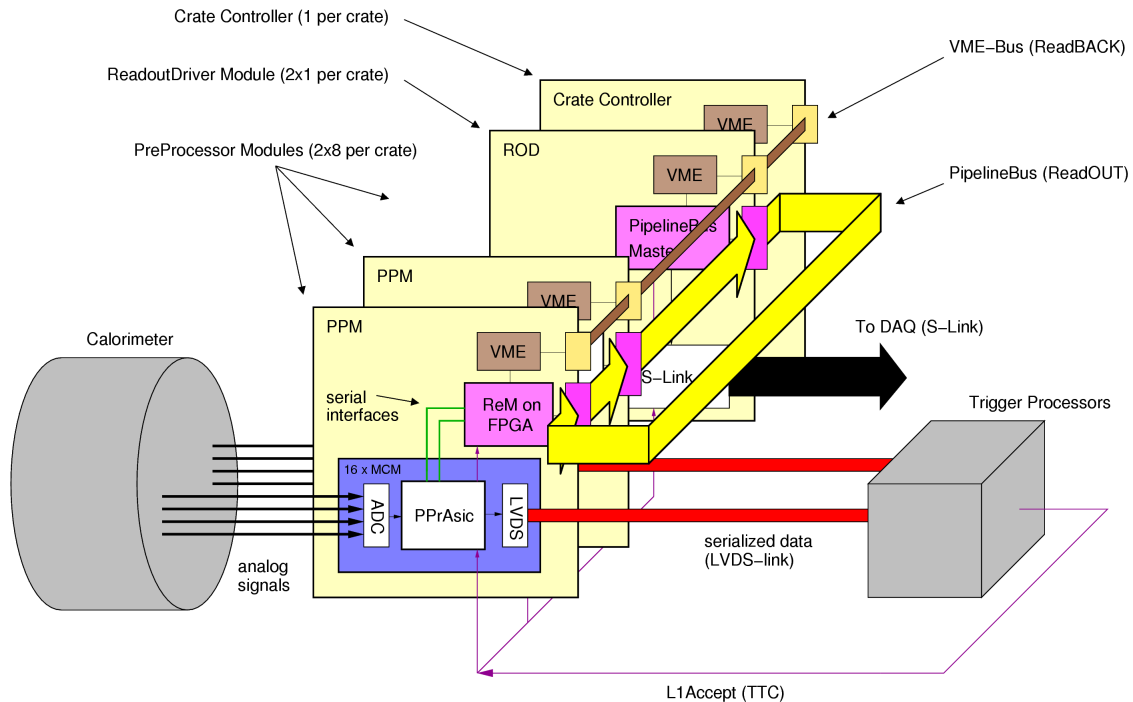 Crate Controller (1 per crate)
VME-Bus (ReadBACK)
ReadoutDriver Module (2x1 per crate)
Crate Controller
VME
PreProcessor Modules (2x8 per crate)
ROD
VME
PipelineBus (ReadOUT)
PipelineBus
Master
PPM
VME
PPM
Calorimeter
VME
To DAQ (S-Link)
S-Link
serial
interfaces
ReM on
FPGA
Trigger Processors
16 x MCM
ADC
PPrAsic
LVDS
serialized data
(LVDS-link)
analog
signals
L1Accept (TTC)